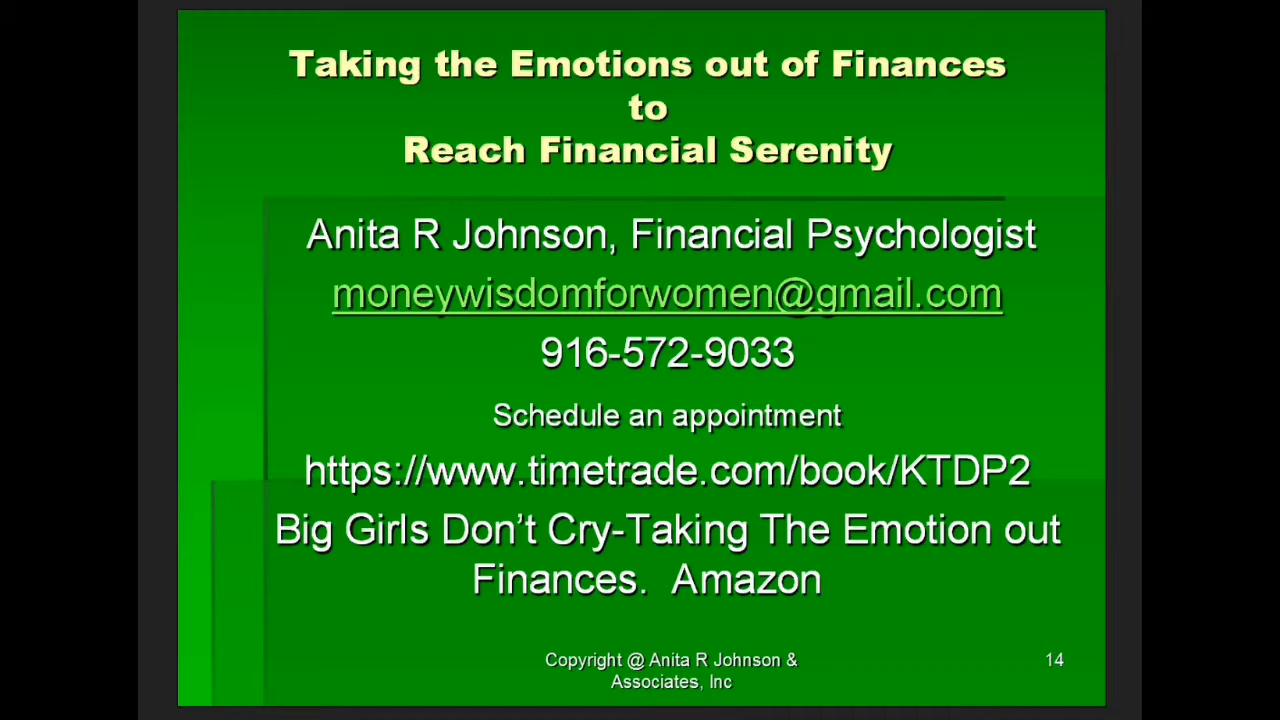 Taking the Emotions out of Finances
to
Reach Financial Serenity
Anita R Johnson, Financial Psychologist
moneywisdomforwomen@gmail.com
916-572-9033
Schedule an appointment
https://www.timetrade.com/book/KTDP2
Big Girls Don’t Cry-Taking The Emotion out
Finances.  Amazon
Copyright @ Anita R Johnson &
Associates, Inc
14